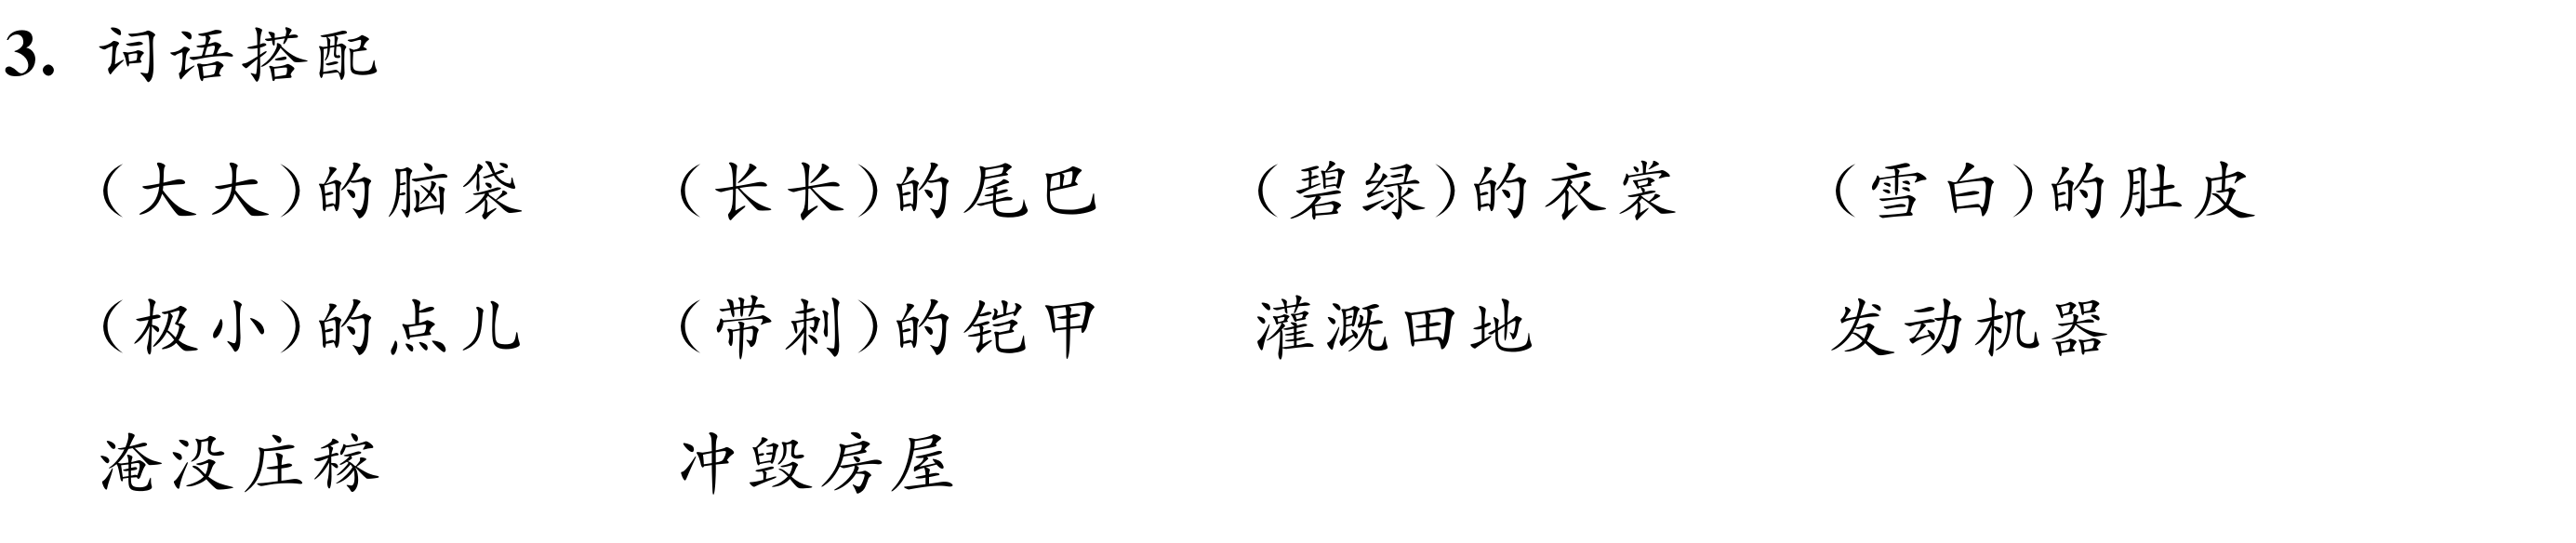 3. 词语搭配
（大大）的脑袋 （长长）的尾巴 （碧绿）的衣裳 （雪白）的肚皮
（极小）的点儿 （带刺）的铠甲 灌溉田地 发动机器
淹没庄稼 冲毁房屋